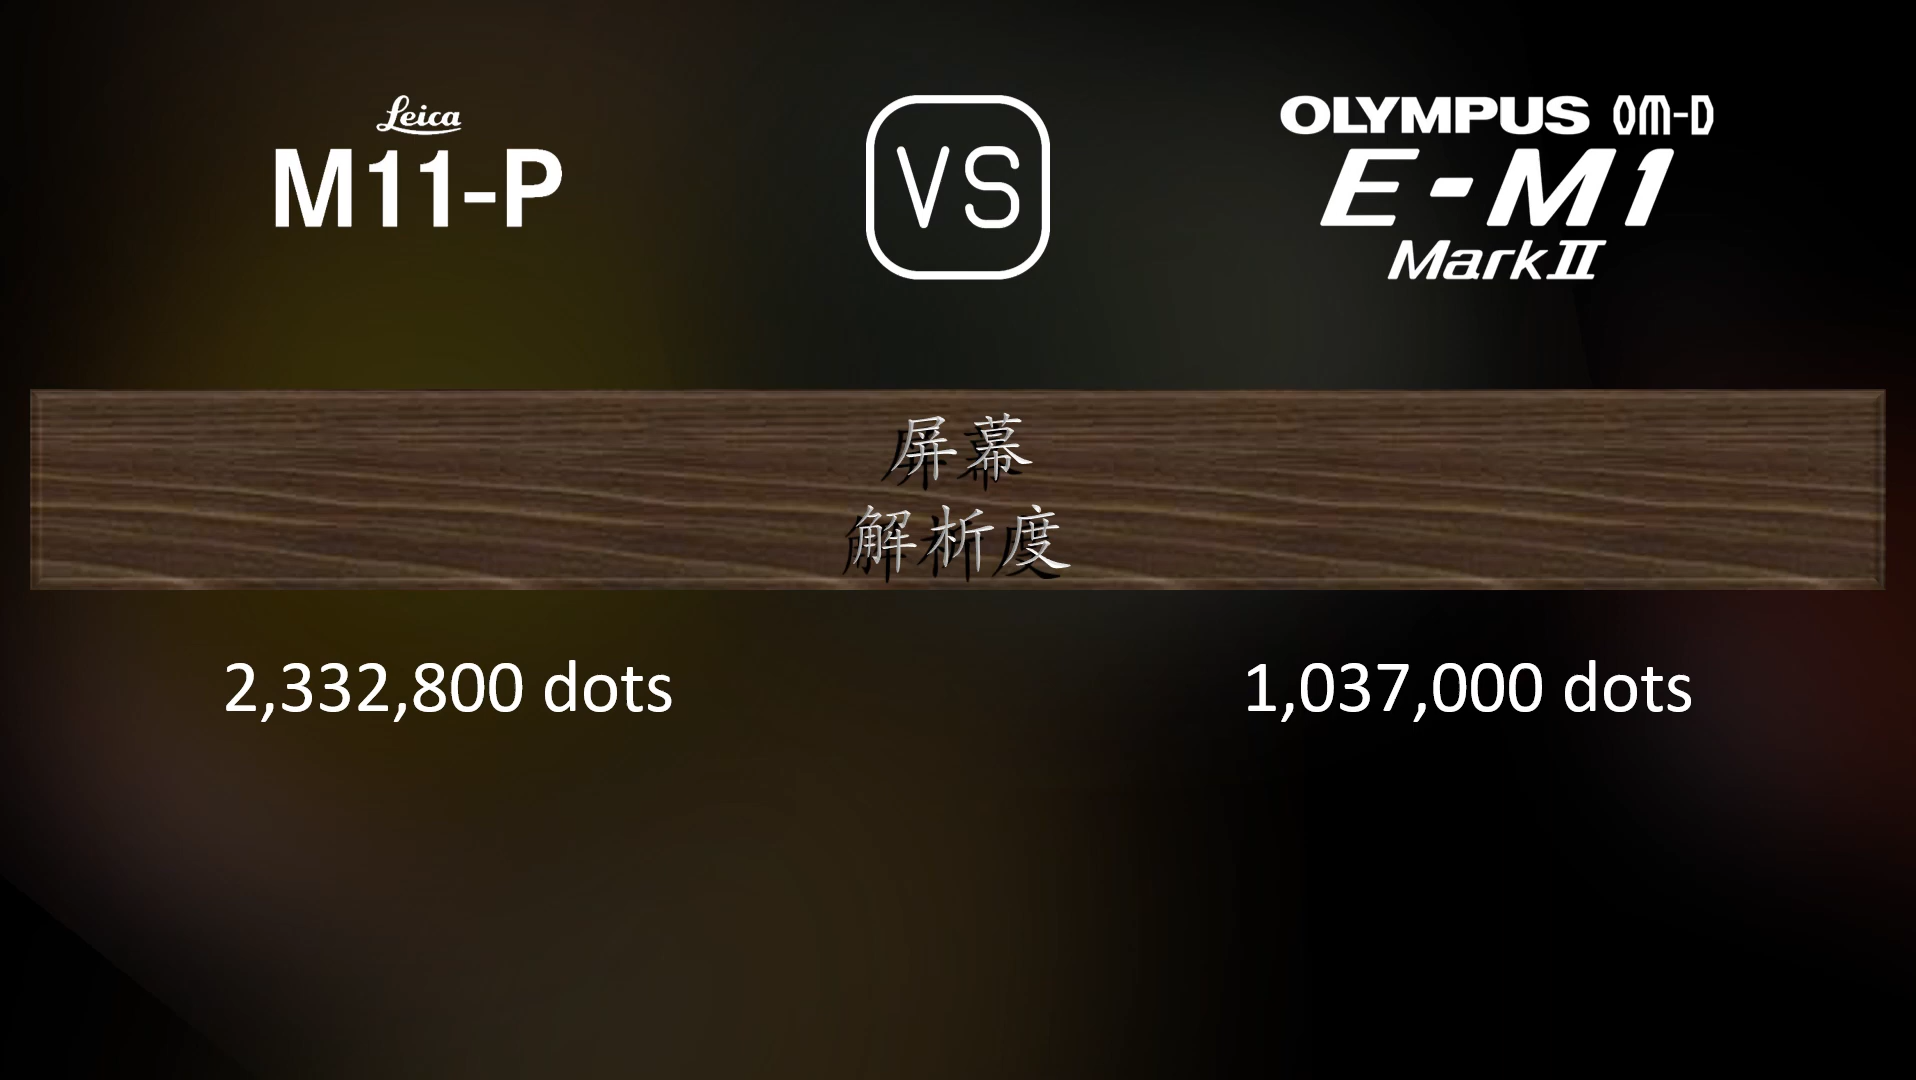 Leica
M11-P
VS
OLYMPUS OM-D
E-M1
Mark II
屏幕
解析度
2,332,800 dots
1,037,000 dots